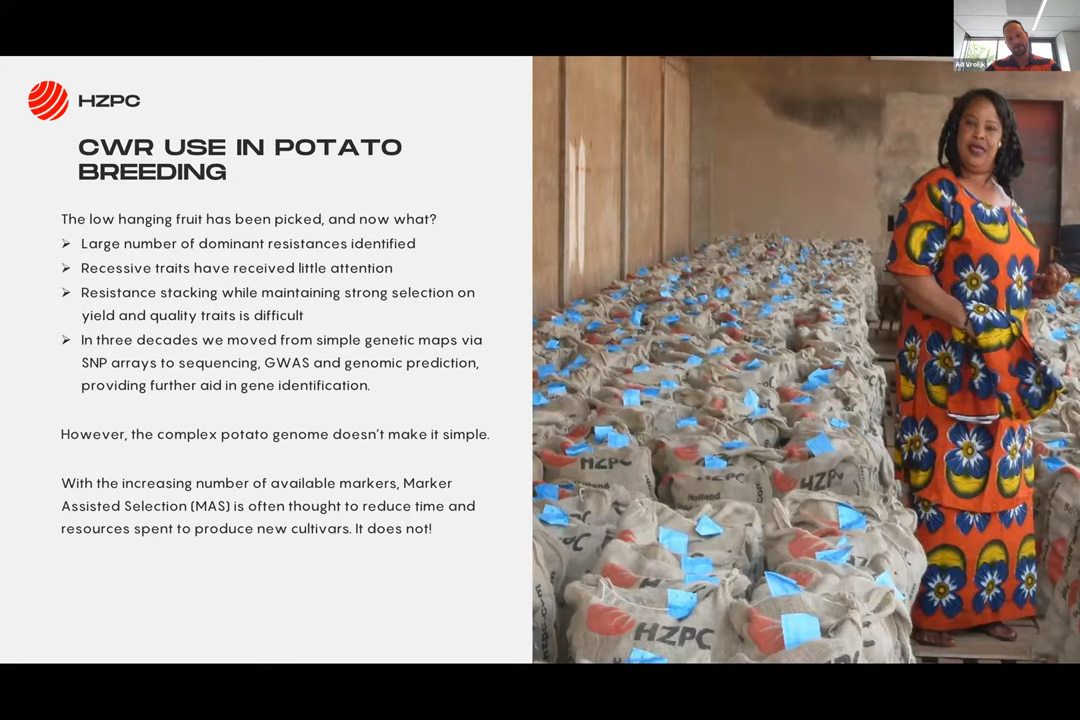 Ad Vrolijk
HZPC
CWR USE IN POTATO
BREEDING
The low hanging fruit has been picked, and now what?
➢ Large number of dominant resistances identified
➢ Recessive traits have received little attention
➢ Resistance stacking while maintaining strong selection on
yield and quality traits is difficult
➢ In three decades we moved from simple genetic maps via
SNP arrays to sequencing, GWAS and genomic prediction,
providing further aid in gene identification.
However, the complex potato genome doesn't make it simple.
With the increasing number of available markers, Marker
Assisted Selection (MAS) is often thought to reduce time and
resources spent to produce new cultivars. It does not!
HZPC
Holland
HZPC
HZPC